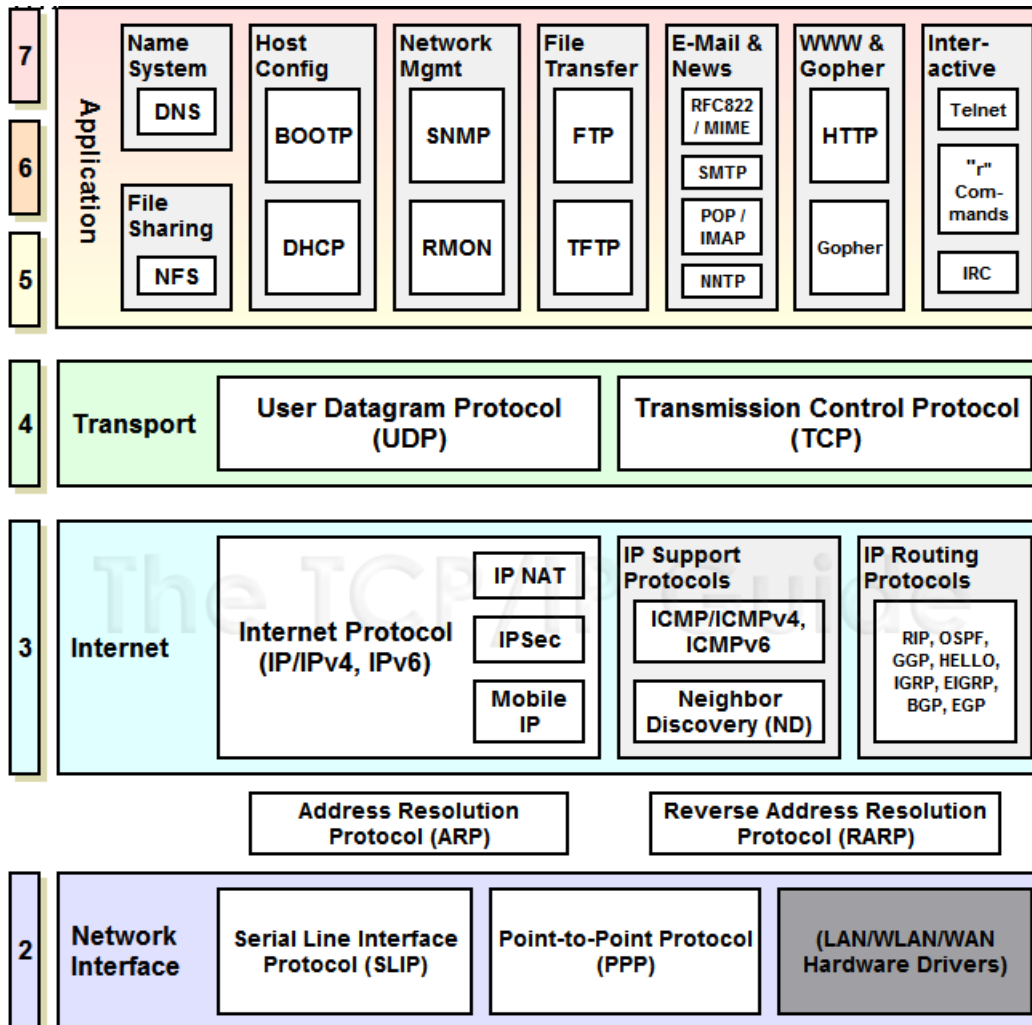 7
6
5
Application
Name
System
DNS
File
Sharing
NFS
Host
Config
BOOTP
DHCP
Network
Mgmt
SNMP
RMON
File
Transfer
FTP
TFTP
E-Mail &
News
RFC822
/ MIME
SMTP
POP /
IMAP
NNTP
WWW &
Gopher
HTTP
Gopher
Inter-
active
Telnet
"r"
Com-
mands
IRC
4
Transport
User Datagram Protocol
(UDP)
Transmission Control Protocol
(TCP)
The TCP/IP Guide
3
Internet
Internet Protocol
(IP/IPv4, IPv6)
IP NAT
IPSec
Mobile
IP
IP Support
Protocols
ICMP/ICMPv4,
ICMPv6
Neighbor
Discovery (ND)
IP Routing
Protocols
RIP, OSPF,
GGP, HELLO,
IGRP, EIGRP,
BGP, EGP
Address Resolution
Protocol (ARP)
Reverse Address Resolution
Protocol (RARP)
2
Network
Interface
Serial Line Interface
Protocol (SLIP)
Point-to-Point Protocol
(PPP)
(LAN/WLAN/WAN
Hardware Drivers)